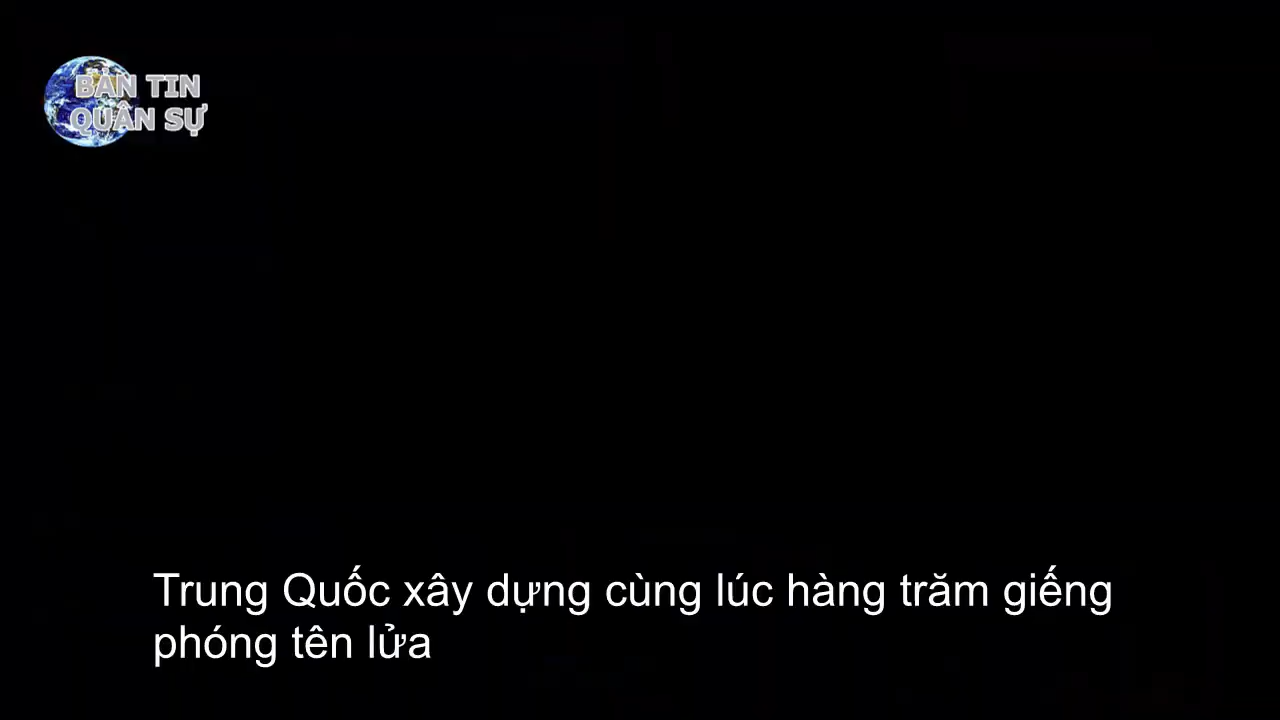 BẢN TIN
QUÂN SỰ
Trung Quốc xây dựng cùng lúc hàng trăm giếng
phóng tên lửa